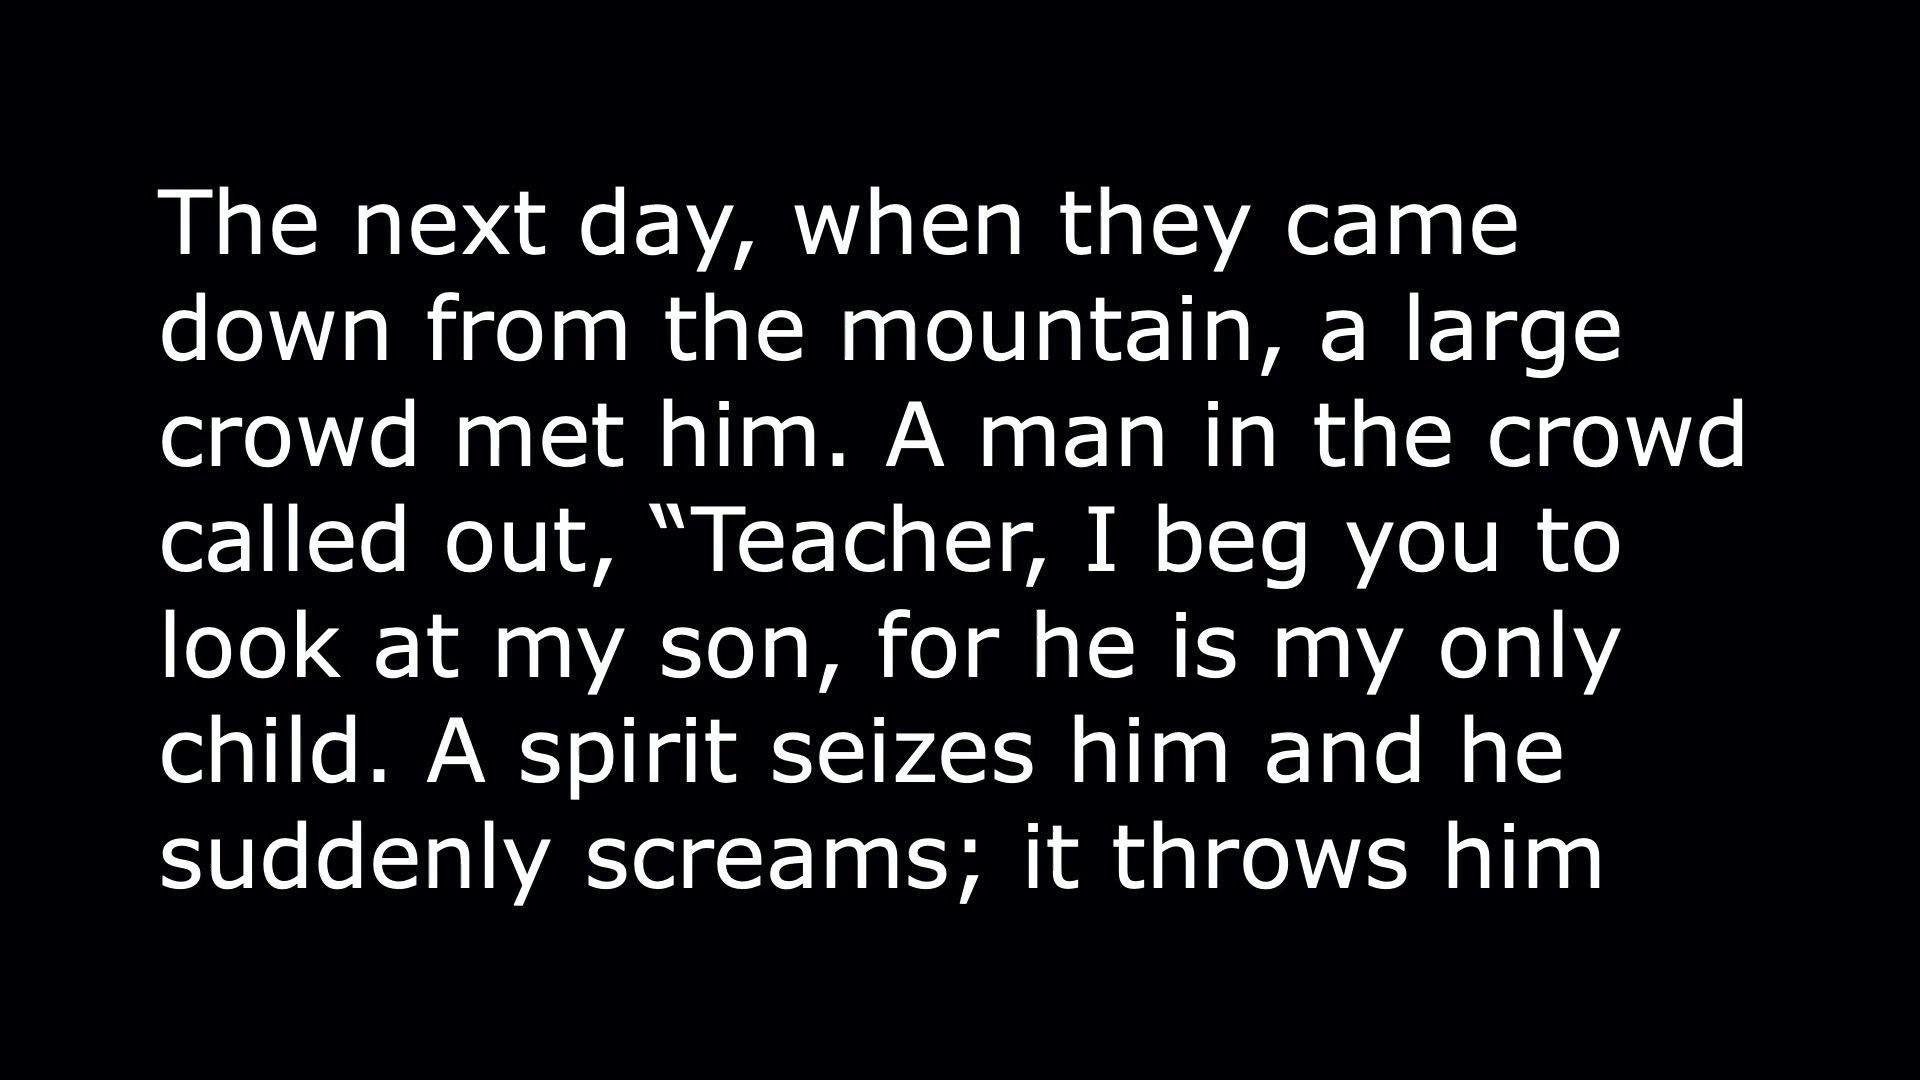 The next day, when they came
down from the mountain, a large
crowd met him. A man in the crowd
called out, “Teacher, I beg you to
look at my son, for he is my only
child. A spirit seizes him and he
suddenly screams; it throws him